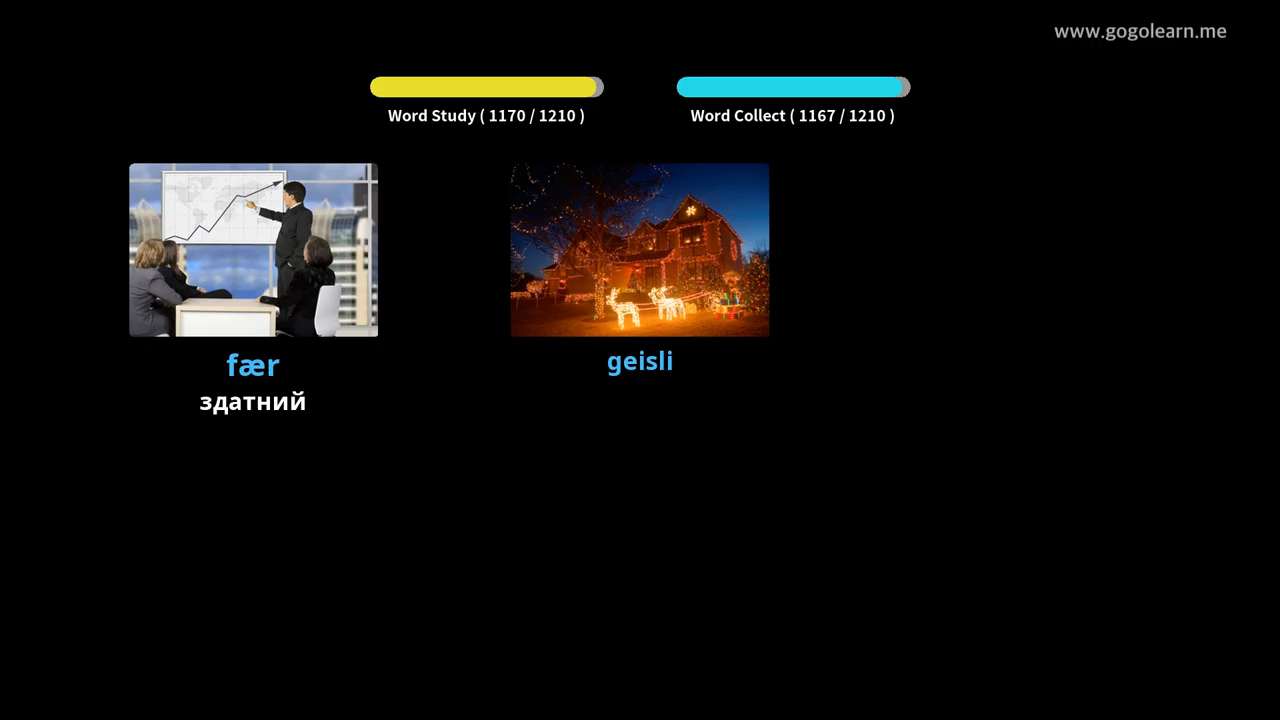 www.gogolearn.me
Word Study ( 1170 / 1210 )
Word Collect ( 1167 / 1210 )
fær
здатний
geisli